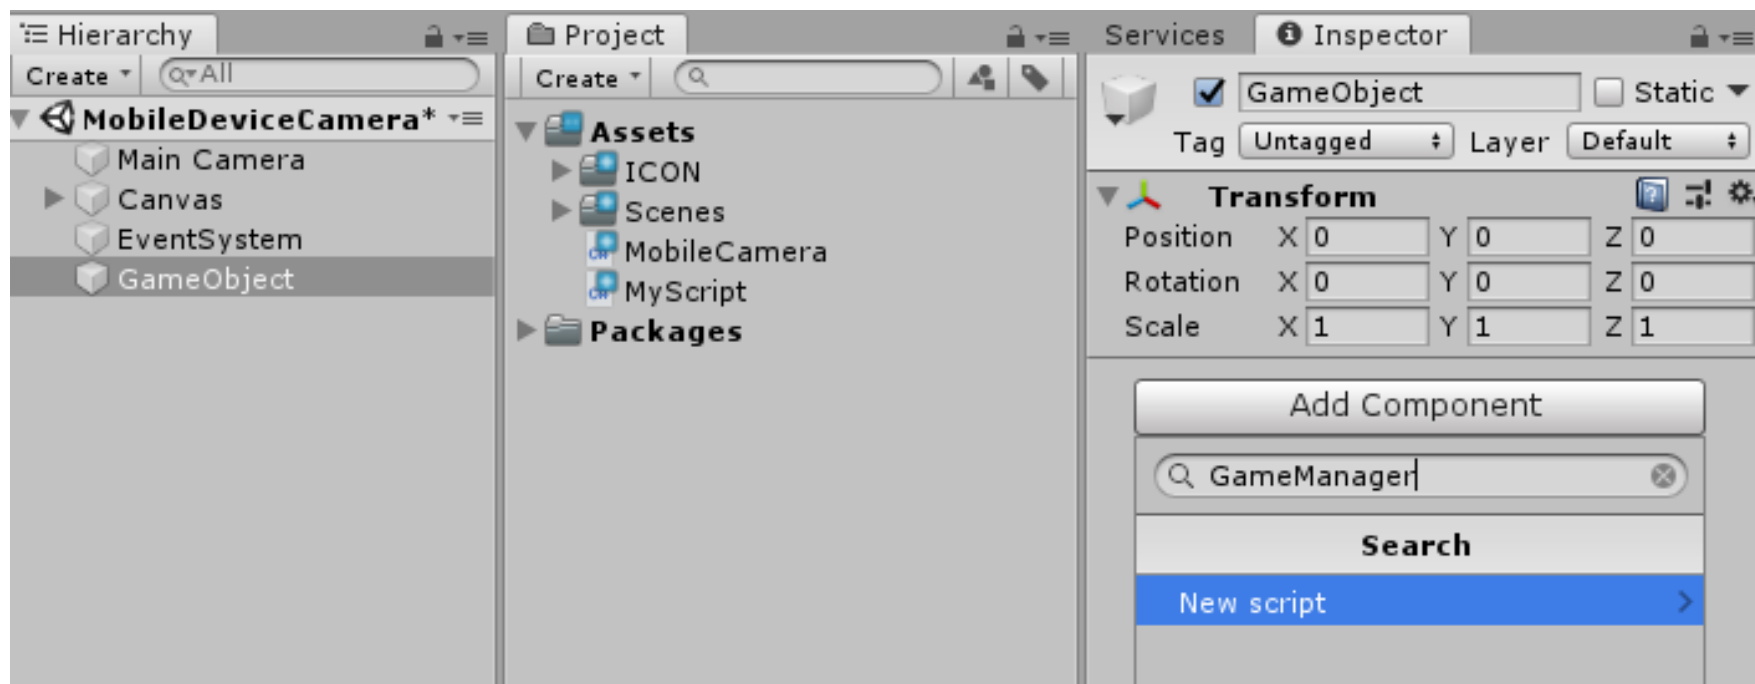 Hierarchy
Create
All
MobileDeviceCamera*
Main Camera
Canvas
EventSystem
GameObject
Project
Create
Assets
ICON
Scenes
MobileCamera
MyScript
Packages
Services Inspector
GameObject Static
Tag Untagged Layer Default
Transform
Position X 0 Y 0 Z 0
Rotation X 0 Y 0 Z 0
Scale X 1 Y 1 Z 1
Add Component
GameManager
Search
New script